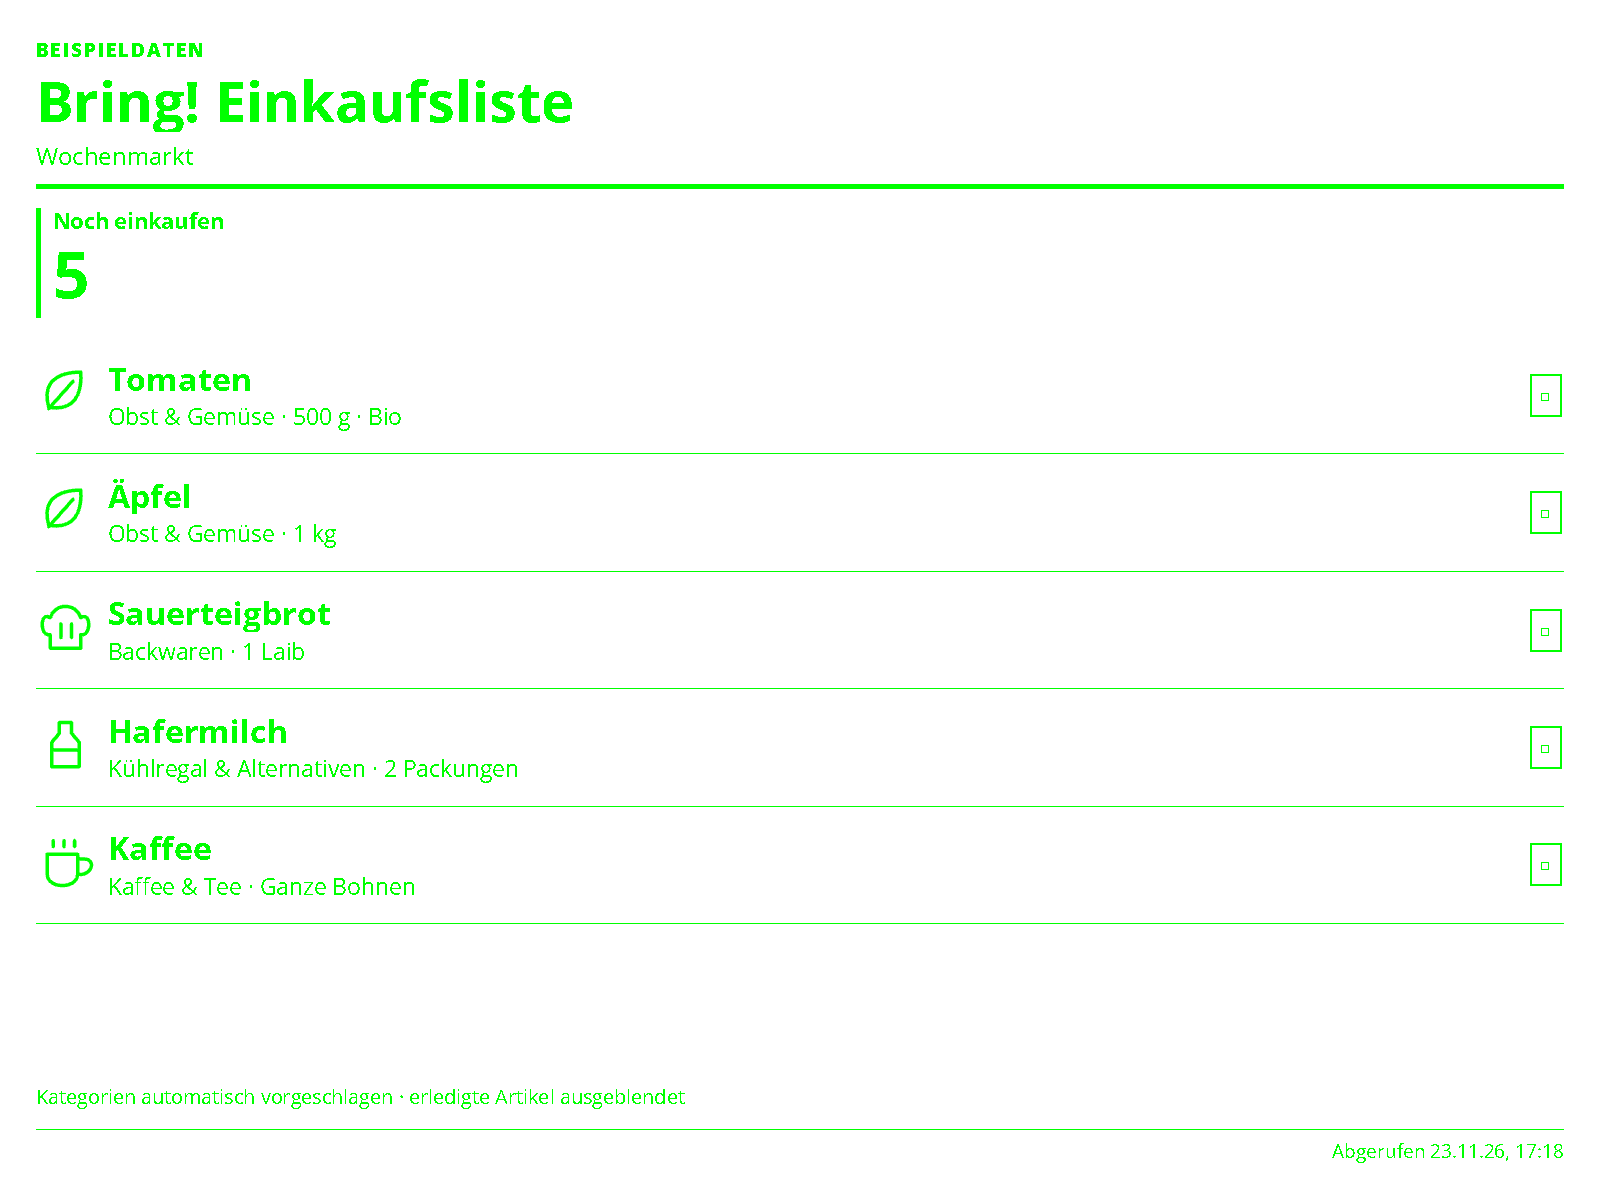 BEISPIELDATEN
Bring! Einkaufsliste
Wochenmarkt
Noch einkaufen
5
Tomaten
Obst & Gemüse · 500 g · Bio
Äpfel
Obst & Gemüse · 1 kg
Sauerteigbrot
Backwaren · 1 Laib
Hafermilch
Kühlregal & Alternativen · 2 Packungen
Kaffee
Kaffee & Tee · Ganze Bohnen
Kategorien automatisch vorgeschlagen · erledigte Artikel ausgeblendet
Abgerufen 23.11.26, 17:18